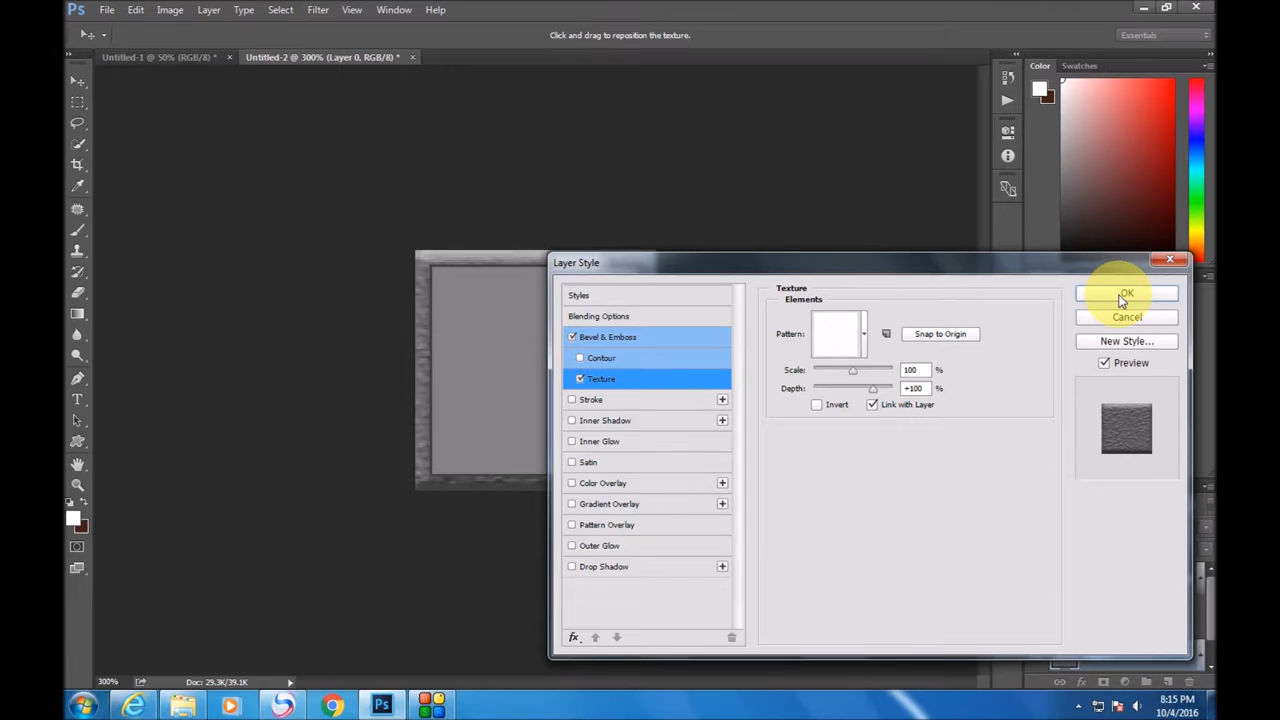 Ps File Edit Image Layer Type Select Filter View Window Help
Click and drag to reposition the texture.
Essentials
Untitled-1 @ 50% (RGB/8) *
Untitled-2 @ 300% (Layer 0, RGB/8) *
Color Swatches
Layer Style
Styles
Blending Options
Bevel & Emboss
Contour
Texture
Stroke
Inner Shadow
Inner Glow
Satin
Color Overlay
Gradient Overlay
Pattern Overlay
Outer Glow
Drop Shadow
fx
Texture
Elements
Pattern:
Snap to Origin
Scale: 100 %
Depth: +100 %
Invert Link with Layer
OK
Cancel
New Style...
Preview
300% Doc: 29.3K/39.1K
fx
Ps
8:15 PM
10/4/2016